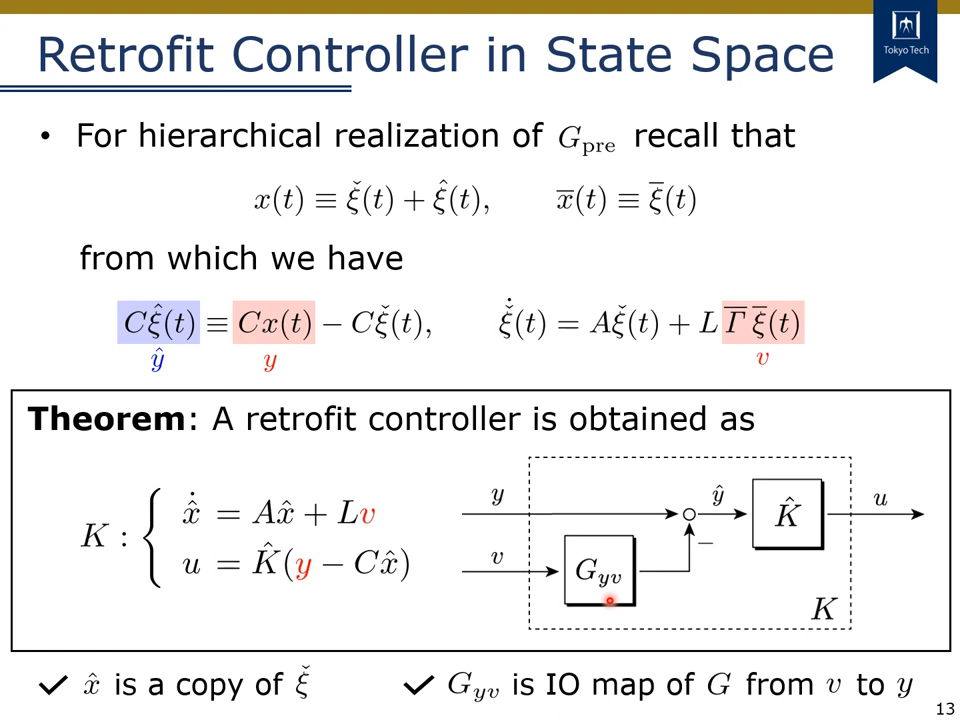 Retrofit Controller in State Space
Tokyo Tech
• For hierarchical realization of G_pre recall that
x(t) ≡ ξ̌(t) + ξ̂(t), x̅(t) ≡ ξ̅(t)
from which we have
Cξ̂(t) ≡ Cx(t) − Cξ̌(t), ξ̌̇(t) = Aξ̌(t) + L Γ̅ ξ̅(t)
ŷ y v
Theorem: A retrofit controller is obtained as
K : { x̂̇ = Ax̂ + Lv
u = K̂(y − Cx̂)
y ŷ K̂ u
−
v G_yv
K
✓ x̂ is a copy of ξ̌ ✓ G_yv is IO map of G from v to y
13